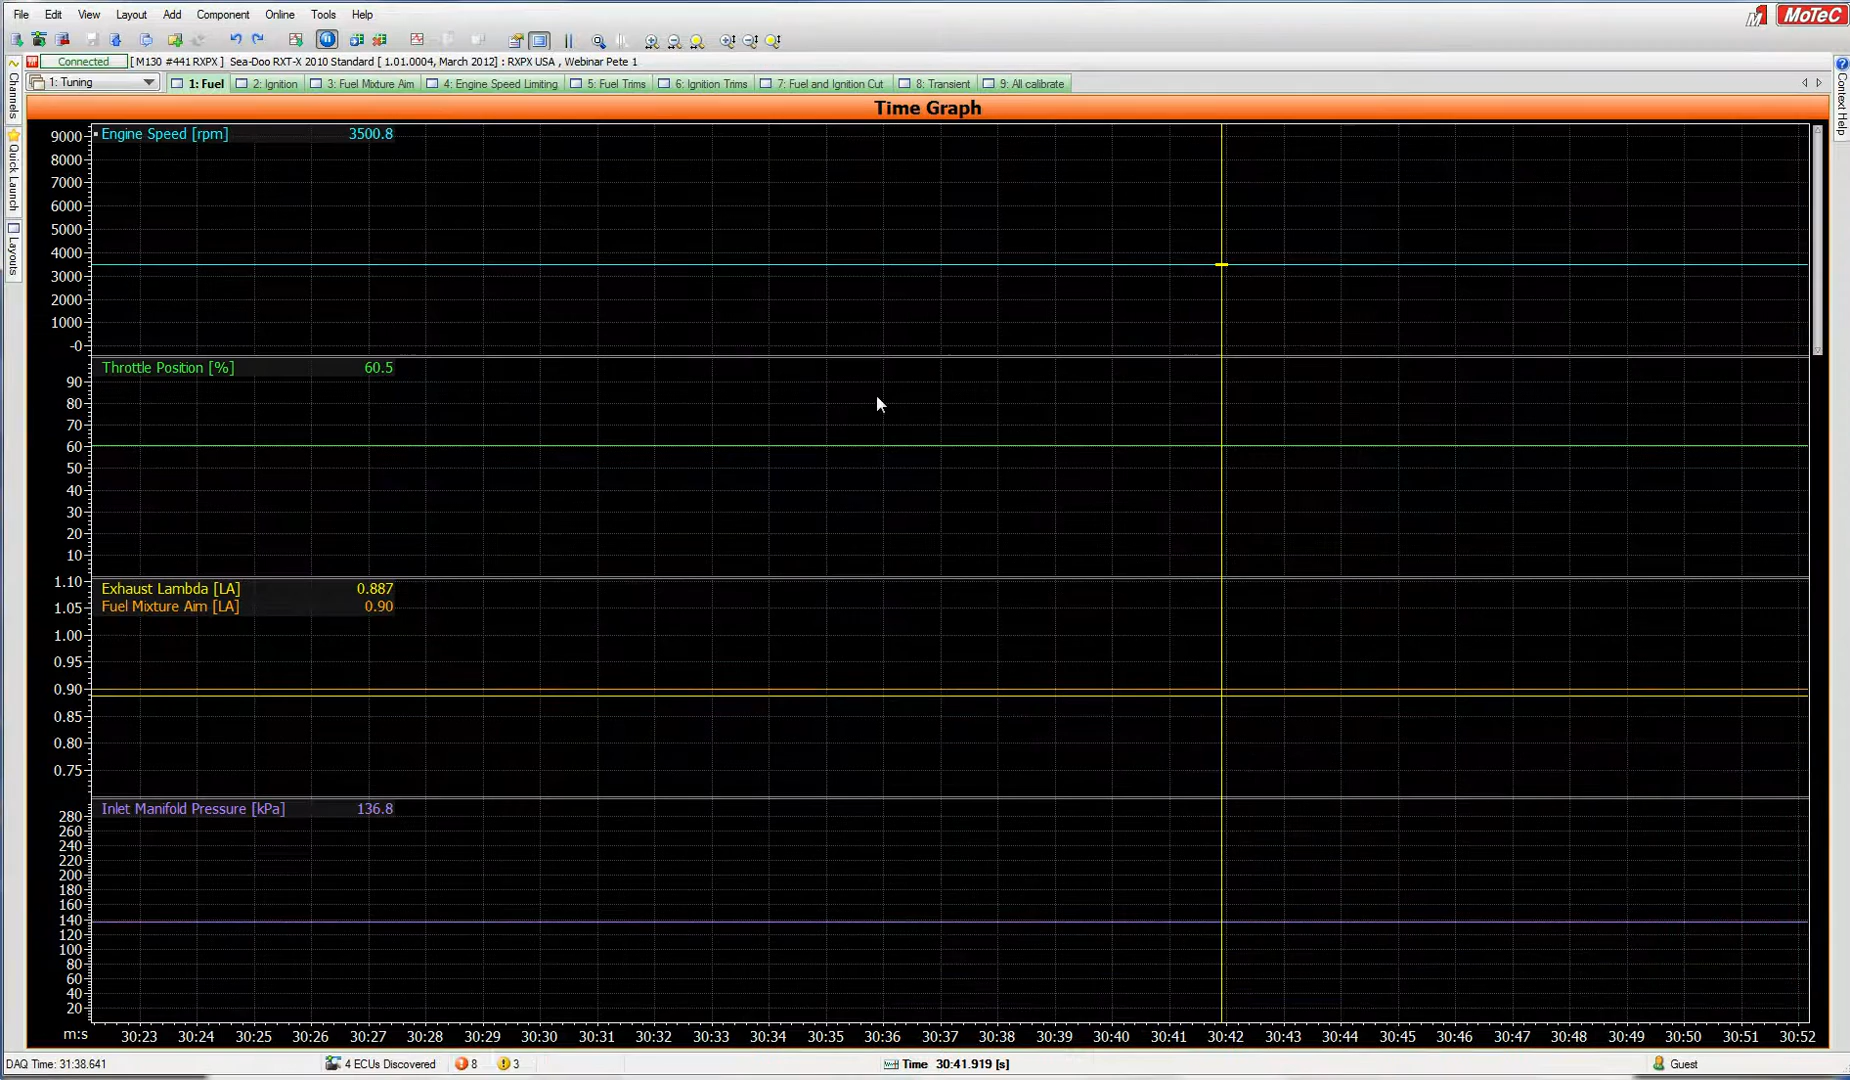 File Edit View Layout Add Component Online Tools Help
MoTeC
Connected [ M130 #441 RXPX ] Sea-Doo RXT-X 2010 Standard [ 1.01.0004, March 2012] : RXPX USA , Webinar Pete 1
1: Tuning 1: Fuel 2: Ignition 3: Fuel Mixture Aim 4: Engine Speed Limiting 5: Fuel Trims 6: Ignition Trims 7: Fuel and Ignition Cut 8: Transient 9: All calibrate
Channels
Quick Launch
Layouts
Context Help
Time Graph
Engine Speed [rpm] 3500.8
9000
8000
7000
6000
5000
4000
3000
2000
1000
-0
Throttle Position [%] 60.5
90
80
70
60
50
40
30
20
10
1.10
Exhaust Lambda [LA] 0.887
Fuel Mixture Aim [LA] 0.90
1.05
1.00
0.95
0.90
0.85
0.80
0.75
Inlet Manifold Pressure [kPa] 136.8
280
260
240
220
200
180
160
140
120
100
80
60
40
20
m:s 30:23 30:24 30:25 30:26 30:27 30:28 30:29 30:30 30:31 30:32 30:33 30:34 30:35 30:36 30:37 30:38 30:39 30:40 30:41 30:42 30:43 30:44 30:45 30:46 30:47 30:48 30:49 30:50 30:51 30:52
DAQ Time: 31:38.641 4 ECUs Discovered 8 3 Time 30:41.919 [s] Guest